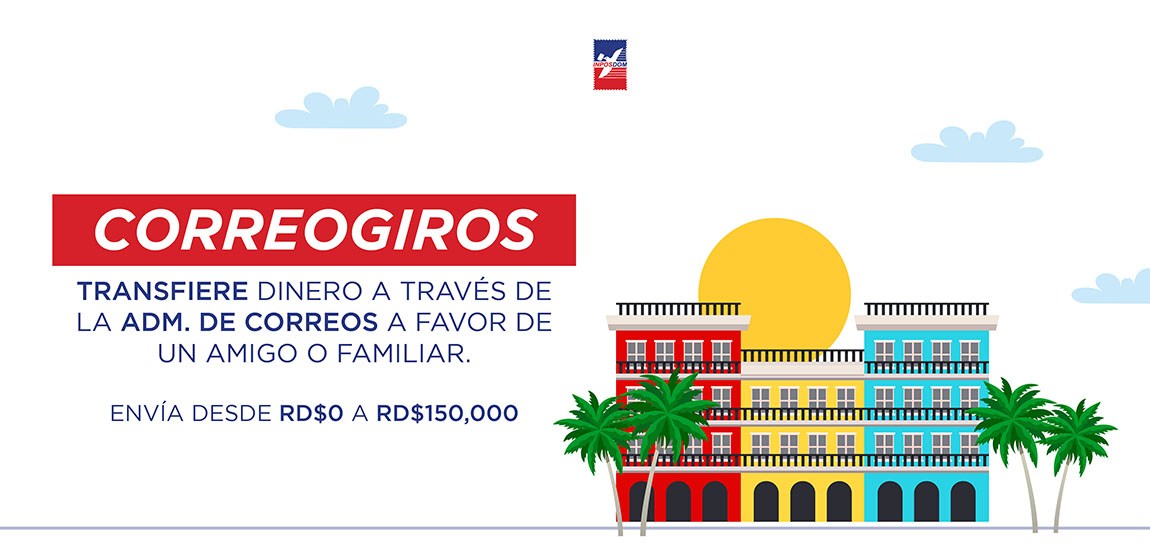 INPOSDOM
CORREOGIROS
TRANSFIERE DINERO A TRAVÉS DE
LA ADM. DE CORREOS A FAVOR DE
UN AMIGO O FAMILIAR.
ENVÍA DESDE RD$0 A RD$150,000